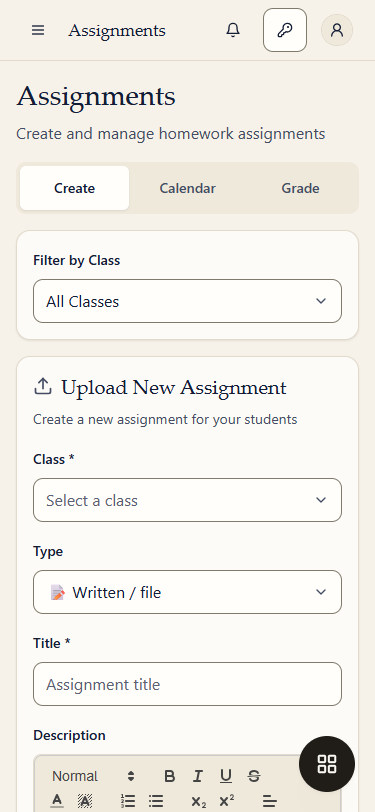 Assignments
Assignments
Create and manage homework assignments
Create Calendar Grade
Filter by Class
All Classes
Upload New Assignment
Create a new assignment for your students
Class *
Select a class
Type
📝 Written / file
Title *
Assignment title
Description
Normal B I U S
A A x₂ x²